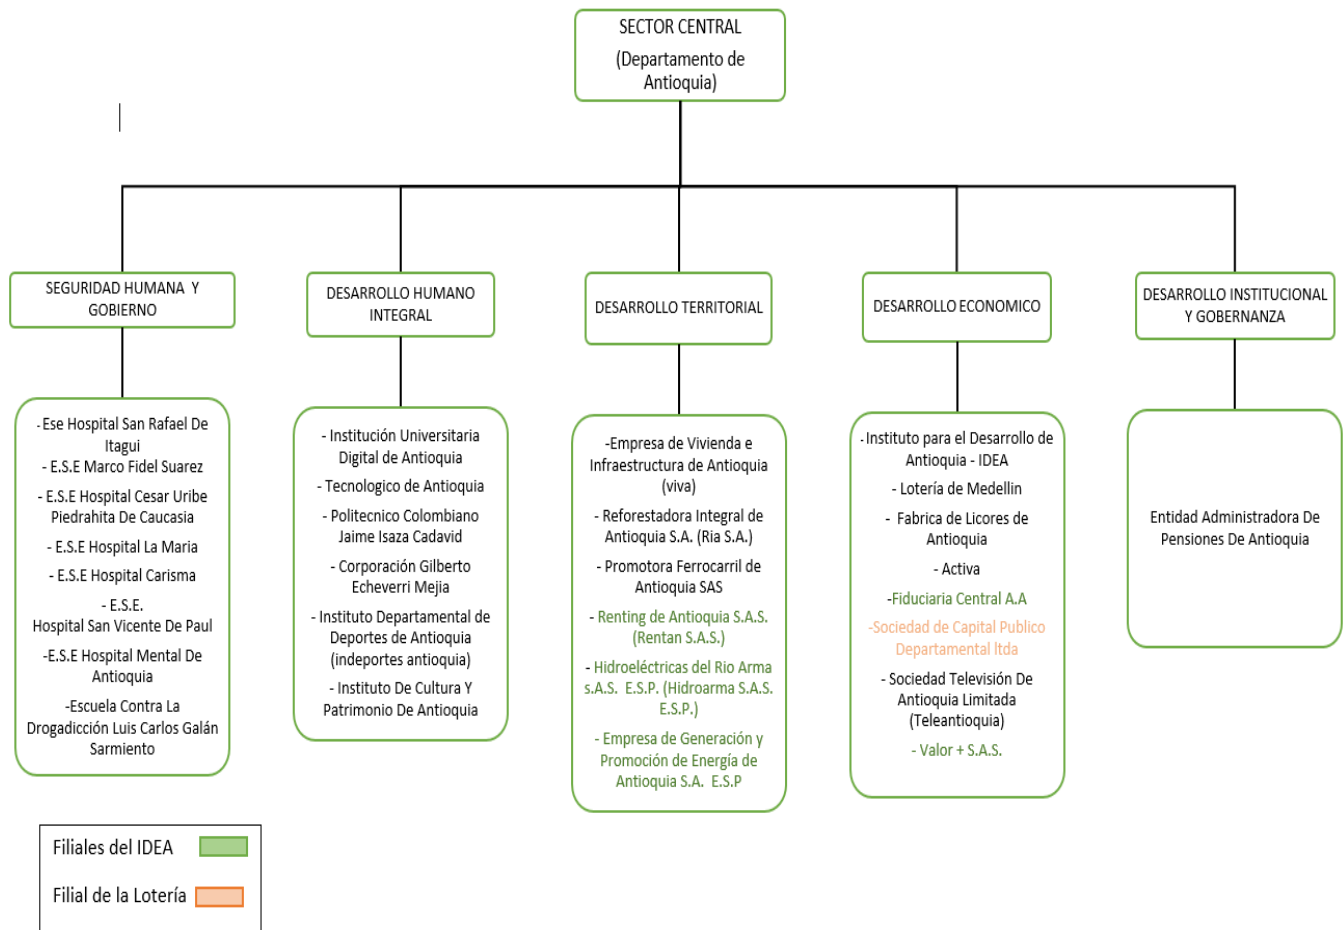 SECTOR CENTRAL
(Departamento de
Antioquia)
SEGURIDAD HUMANA Y
GOBIERNO
DESARROLLO HUMANO
INTEGRAL
DESARROLLO TERRITORIAL
DESARROLLO ECONOMICO
DESARROLLO INSTITUCIONAL
Y GOBERNANZA
- Ese Hospital San Rafael De
Itagui
- E.S.E Marco Fidel Suarez
- E.S.E Hospital Cesar Uribe
Piedrahita De Caucasia
- E.S.E Hospital La Maria
- E.S.E Hospital Carisma
- E.S.E.
Hospital San Vicente De Paul
-E.S.E Hospital Mental De
Antioquia
-Escuela Contra La
Drogadicción Luis Carlos Galán
Sarmiento
- Institución Universitaria
Digital de Antioquia
- Tecnologico de Antioquia
- Politecnico Colombiano
Jaime Isaza Cadavid
- Corporación Gilberto
Echeverri Mejia
- Instituto Departamental de
Deportes de Antioquia
(indeportes antioquia)
- Instituto De Cultura Y
Patrimonio De Antioquia
-Empresa de Vivienda e
Infraestructura de Antioquia
(viva)
- Reforestadora Integral de
Antioquia S.A. (Ria S.A.)
- Promotora Ferrocarril de
Antioquia SAS
- Renting de Antioquia S.A.S.
(Rentan S.A.S.)
- Hidroeléctricas del Rio Arma
s.A.S. E.S.P. (Hidroarma S.A.S.
E.S.P.)
- Empresa de Generación y
Promoción de Energía de
Antioquia S.A. E.S.P
- Instituto para el Desarrollo de
Antioquia - IDEA
- Lotería de Medellin
- Fabrica de Licores de
Antioquia
- Activa
-Fiduciaria Central A.A
-Sociedad de Capital Publico
Departamental ltda
- Sociedad Televisión De
Antioquia Limitada
(Teleantioquia)
- Valor + S.A.S.
Entidad Administradora De
Pensiones De Antioquia
Filiales del IDEA
Filial de la Lotería